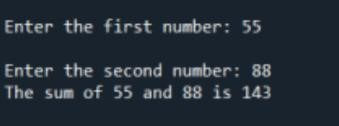 Enter the first number: 55
Enter the second number: 88
The sum of 55 and 88 is 143